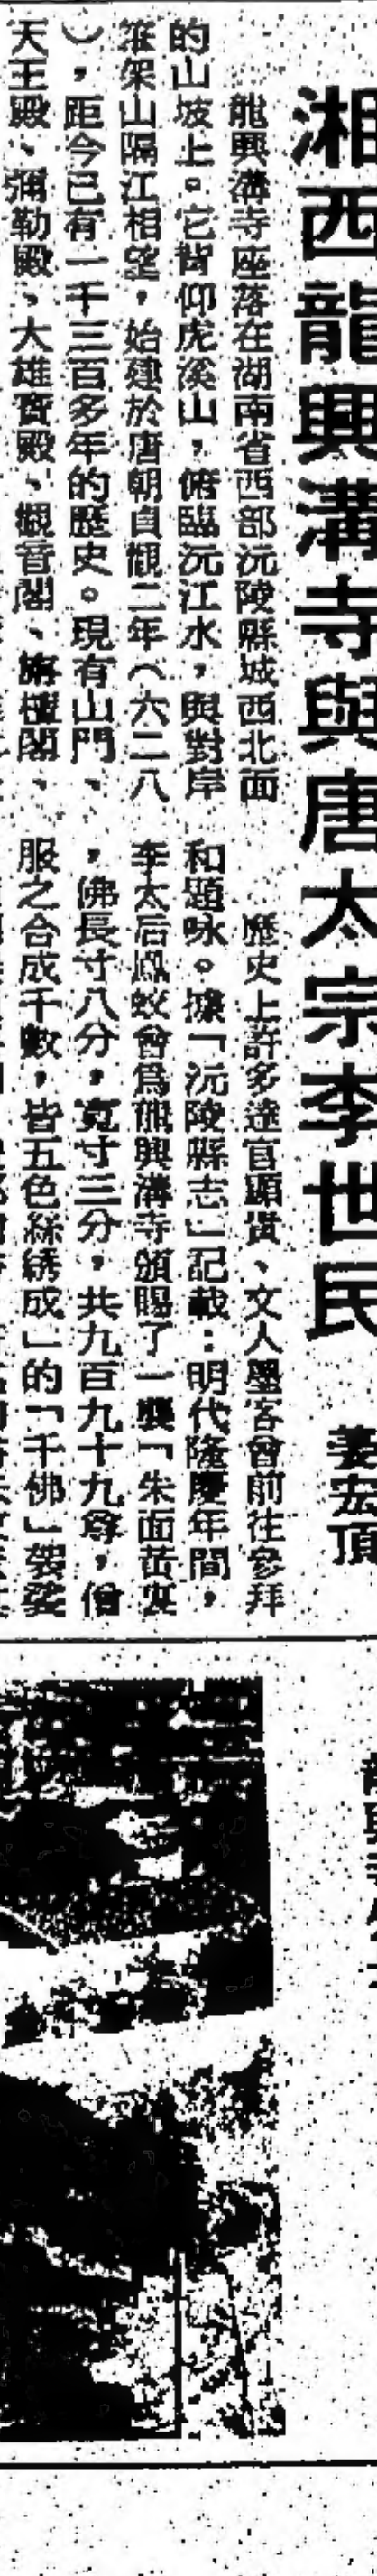 湘西龍興溝寺與唐太宗李世民
姜宏頂
龍興溝寺座落在湖南省西部沅陵縣城西北面
的山坡上。它背仰虎溪山，俯臨沅江水，與對岸
筆架山隔江相望，始建於唐朝貞觀二年（六二八
），距今已有一千三百多年的歷史。現有山門、
天王殿、彌勒殿、大雄寶殿、觀音閣、旃檀閣、
歷史上許多達官顯貴、文人墨客曾前往參拜
和題咏。據「沅陵縣志」記載：明代隆慶年間，
李太后鳳蛟曾爲龍興溝寺頒賜了一襲「朱面
，佛長寸八分，寬寸三分，共九百九十九尊，僧
服之合成千數，皆五色絲綉成」的「千佛」袈裟